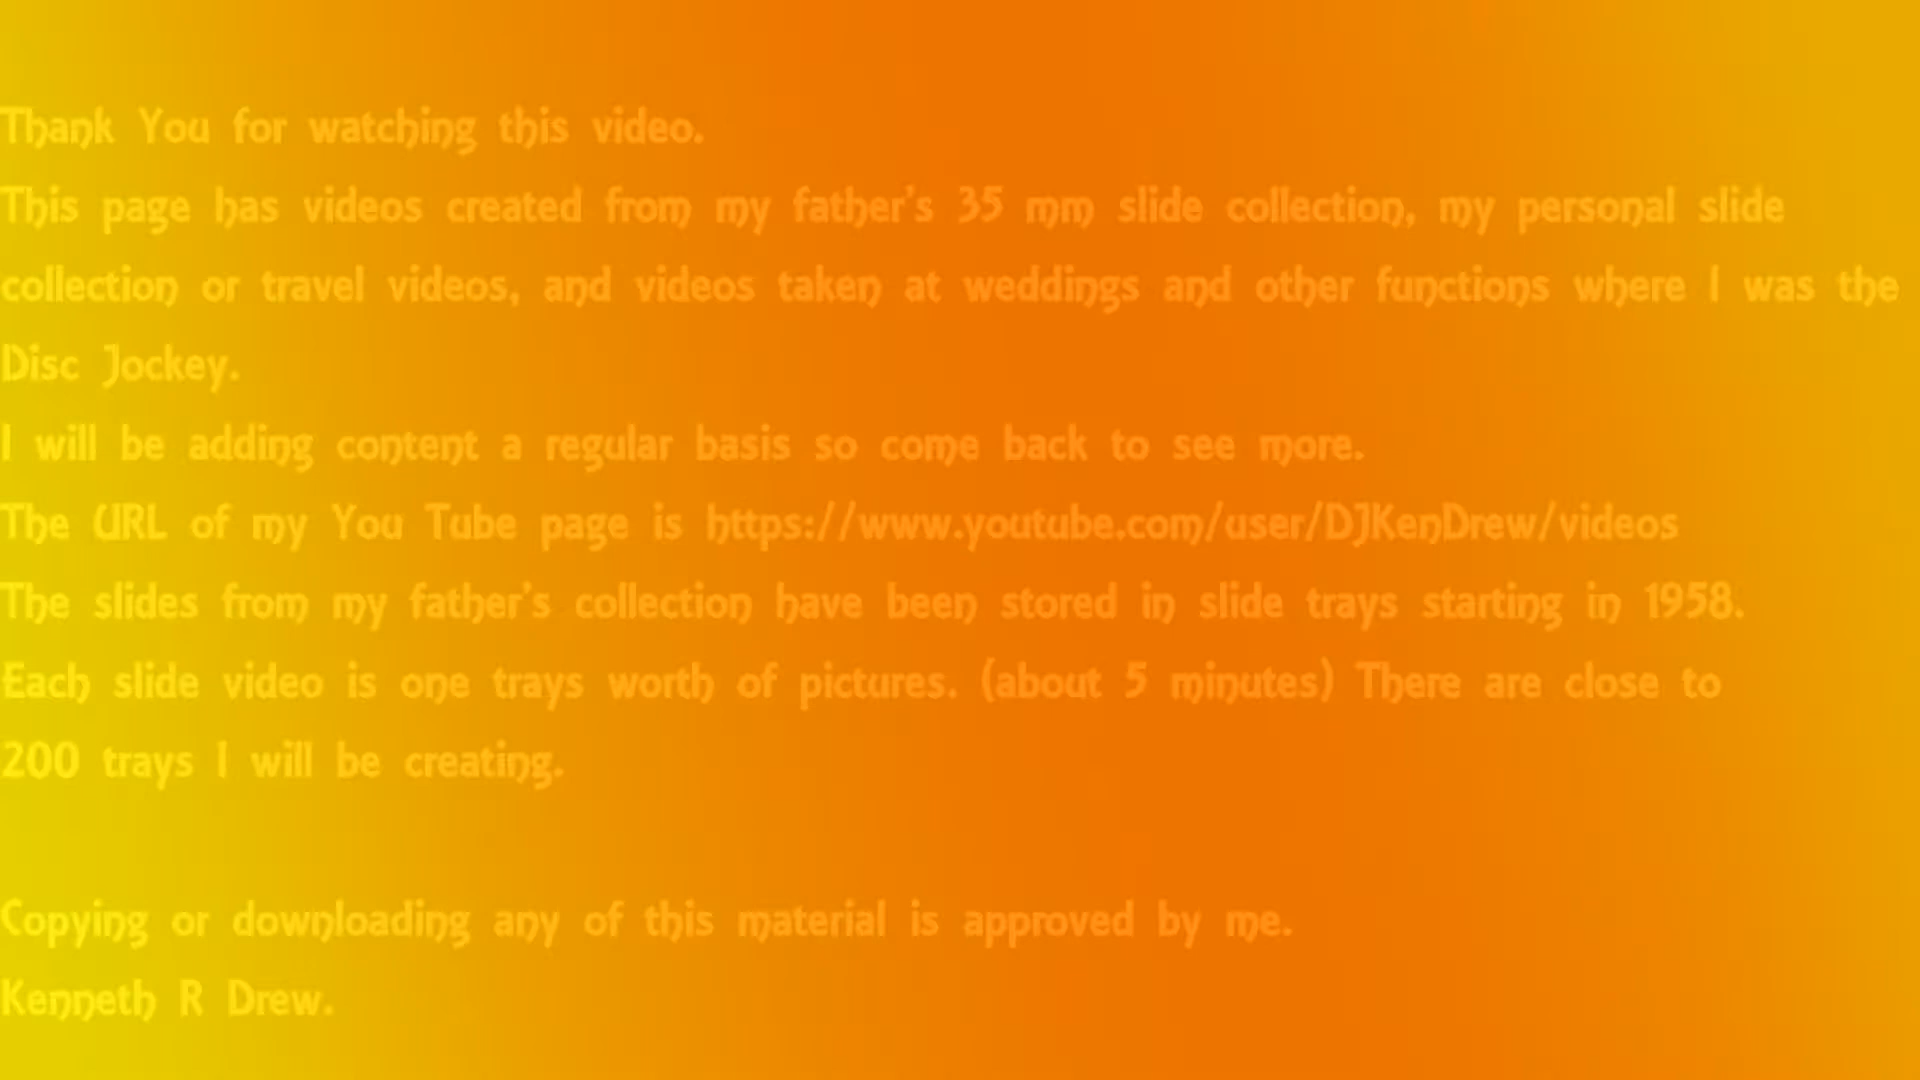 Thank You for watching this video.
This page has videos created from my father's 35 mm slide collection, my personal slide
collection or travel videos, and videos taken at weddings and other functions where I was the
Disc Jockey.
I will be adding content a regular basis so come back to see more.
The URL of my You Tube page is https://www.youtube.com/user/DJKenDrew/videos
The slides from my father's collection have been stored in slide trays starting in 1958.
Each slide video is one trays worth of pictures. (about 5 minutes) There are close to
200 trays I will be creating.
Copying or downloading any of this material is approved by me.
Kenneth R Drew.